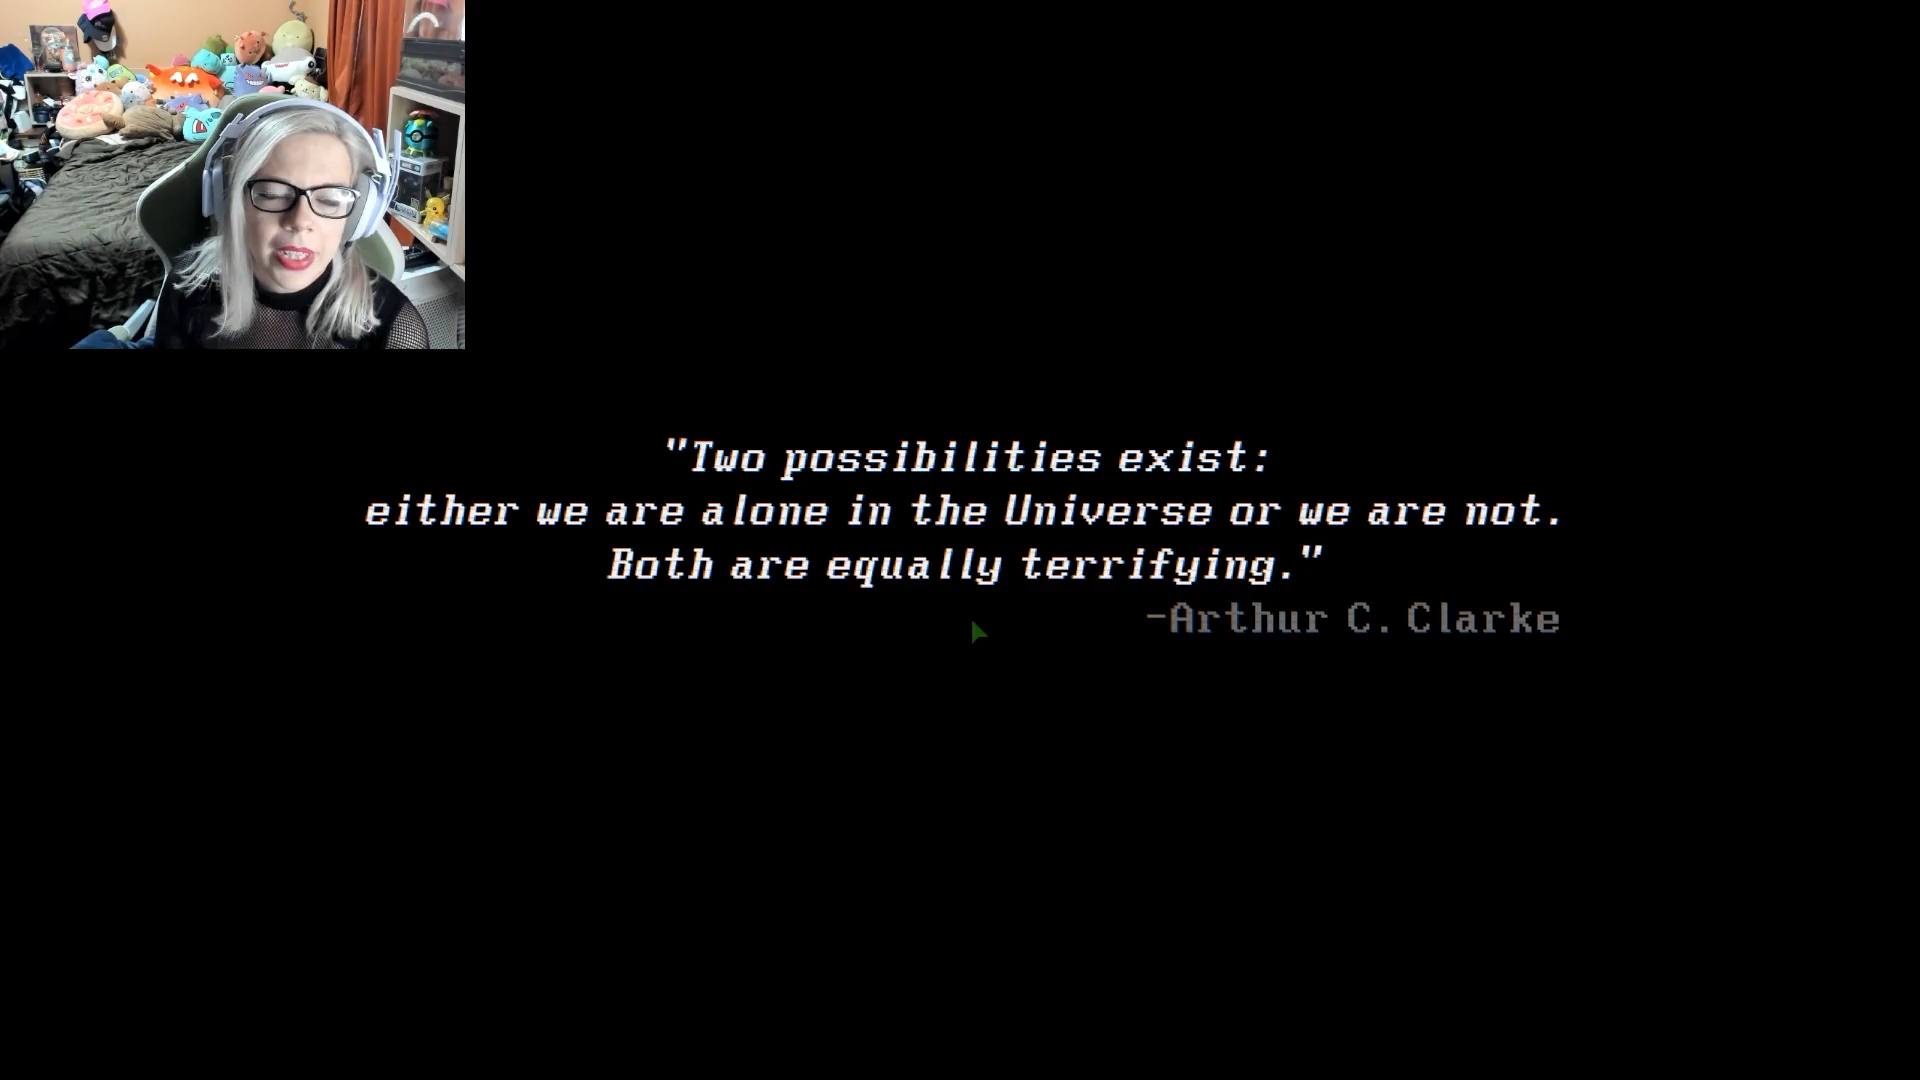 "Two possibilities exist:
either we are alone in the Universe or we are not.
Both are equally terrifying."
-Arthur C. Clarke